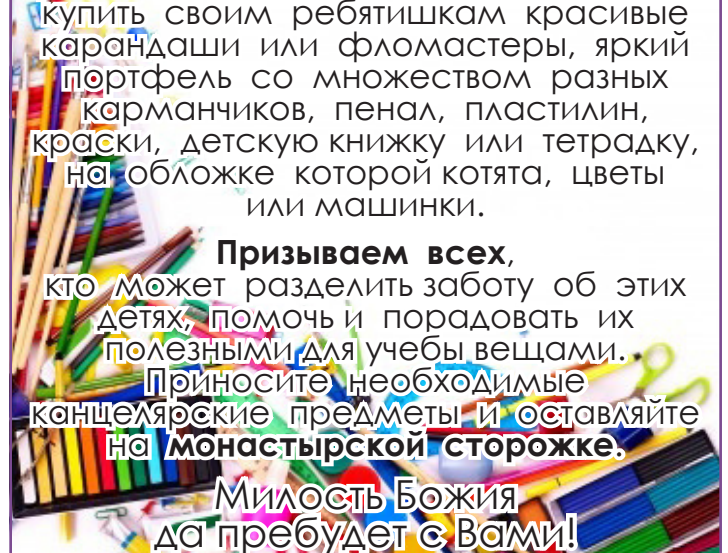 купить своим ребятишкам красивые
карандаши или фломастеры, яркий
портфель со множеством разных
карманчиков, пенал, пластилин,
краски, детскую книжку или тетрадку,
на обложке которой котята, цветы
или машинки.
Призываем всех,
кто может разделить заботу об этих
детях, помочь и порадовать их
полезными для учебы вещами.
Приносите необходимые
канцелярские предметы и оставляйте
на монастырской сторожке.
Милость Божия
да пребудет с Вами!